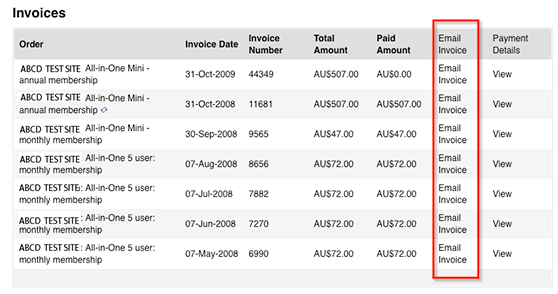 Invoices
Order Invoice Date Invoice Number Total Amount Paid Amount Email Invoice Payment Details
ABCD TEST SITE All-in-One Mini - annual membership 31-Oct-2009 44349 AU$507.00 AU$0.00 Email Invoice View
ABCD TEST SITE All-in-One Mini - annual membership 31-Oct-2008 11681 AU$507.00 AU$507.00 Email Invoice View
ABCD TEST SITE All-in-One Mini - monthly membership 30-Sep-2008 9565 AU$47.00 AU$47.00 Email Invoice View
ABCD TEST SITE All-in-One 5 user: monthly membership 07-Aug-2008 8656 AU$72.00 AU$72.00 Email Invoice View
ABCD TEST SITE: All-in-One 5 user: monthly membership 07-Jul-2008 7882 AU$72.00 AU$72.00 Email Invoice View
ABCD TEST SITE : All-in-One 5 user: monthly membership 07-Jun-2008 7270 AU$72.00 AU$72.00 Email Invoice View
ABCD TEST SITE : All-in-One 5 user: monthly membership 07-May-2008 6990 AU$72.00 AU$72.00 Email Invoice View